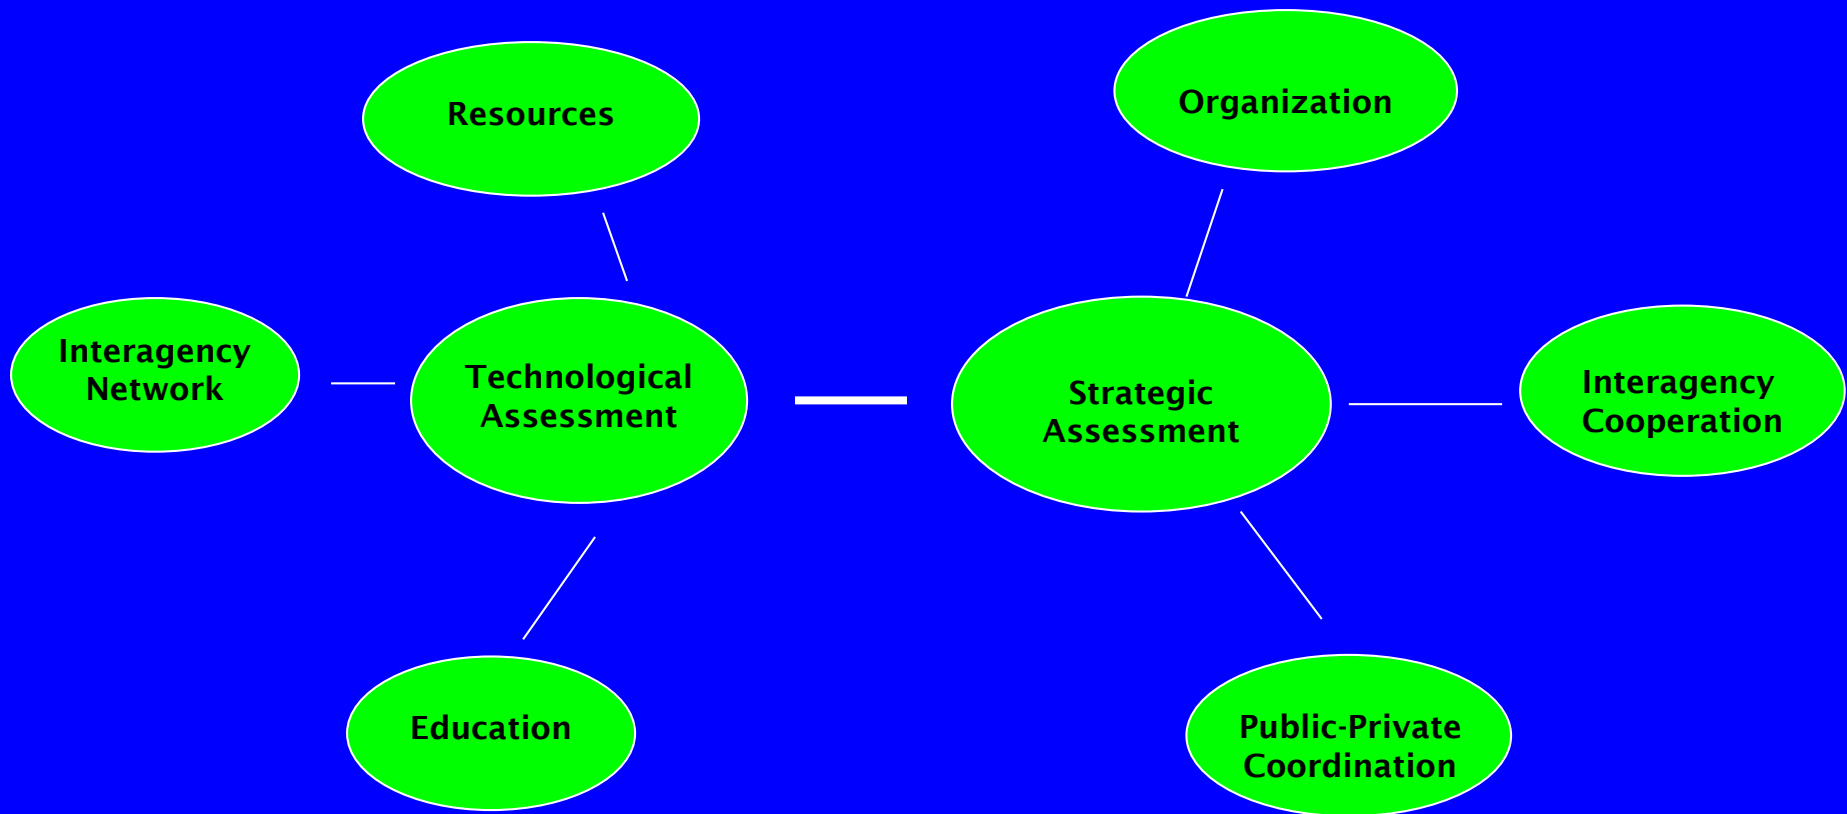 Resources
Organization
Interagency
Network
Technological
Assessment
Strategic
Assessment
Interagency
Cooperation
Education
Public-Private
Coordination